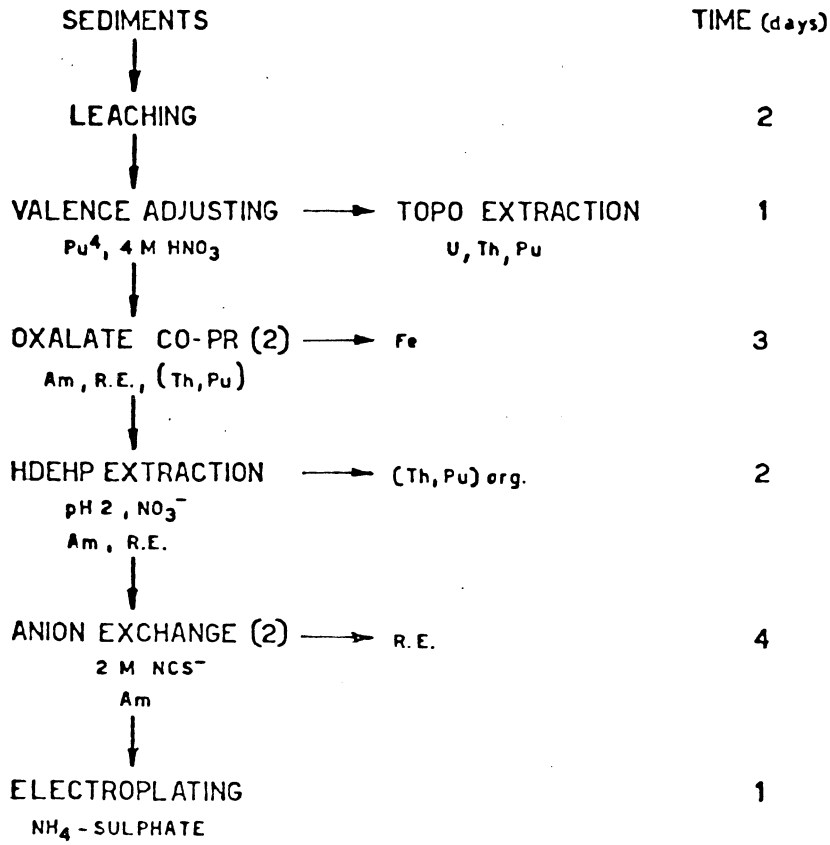 SEDIMENTS TIME (days)
LEACHING 2
VALENCE ADJUSTING TOPO EXTRACTION 1
Pu⁴, 4 M HNO₃ U, Th, Pu
OXALATE CO-PR (2) Fe 3
Am, R.E., (Th, Pu)
HDEHP EXTRACTION (Th, Pu) org. 2
pH 2, NO₃⁻
Am, R.E.
ANION EXCHANGE (2) R.E. 4
2 M NCS⁻
Am
ELECTROPLATING 1
NH₄-SULPHATE